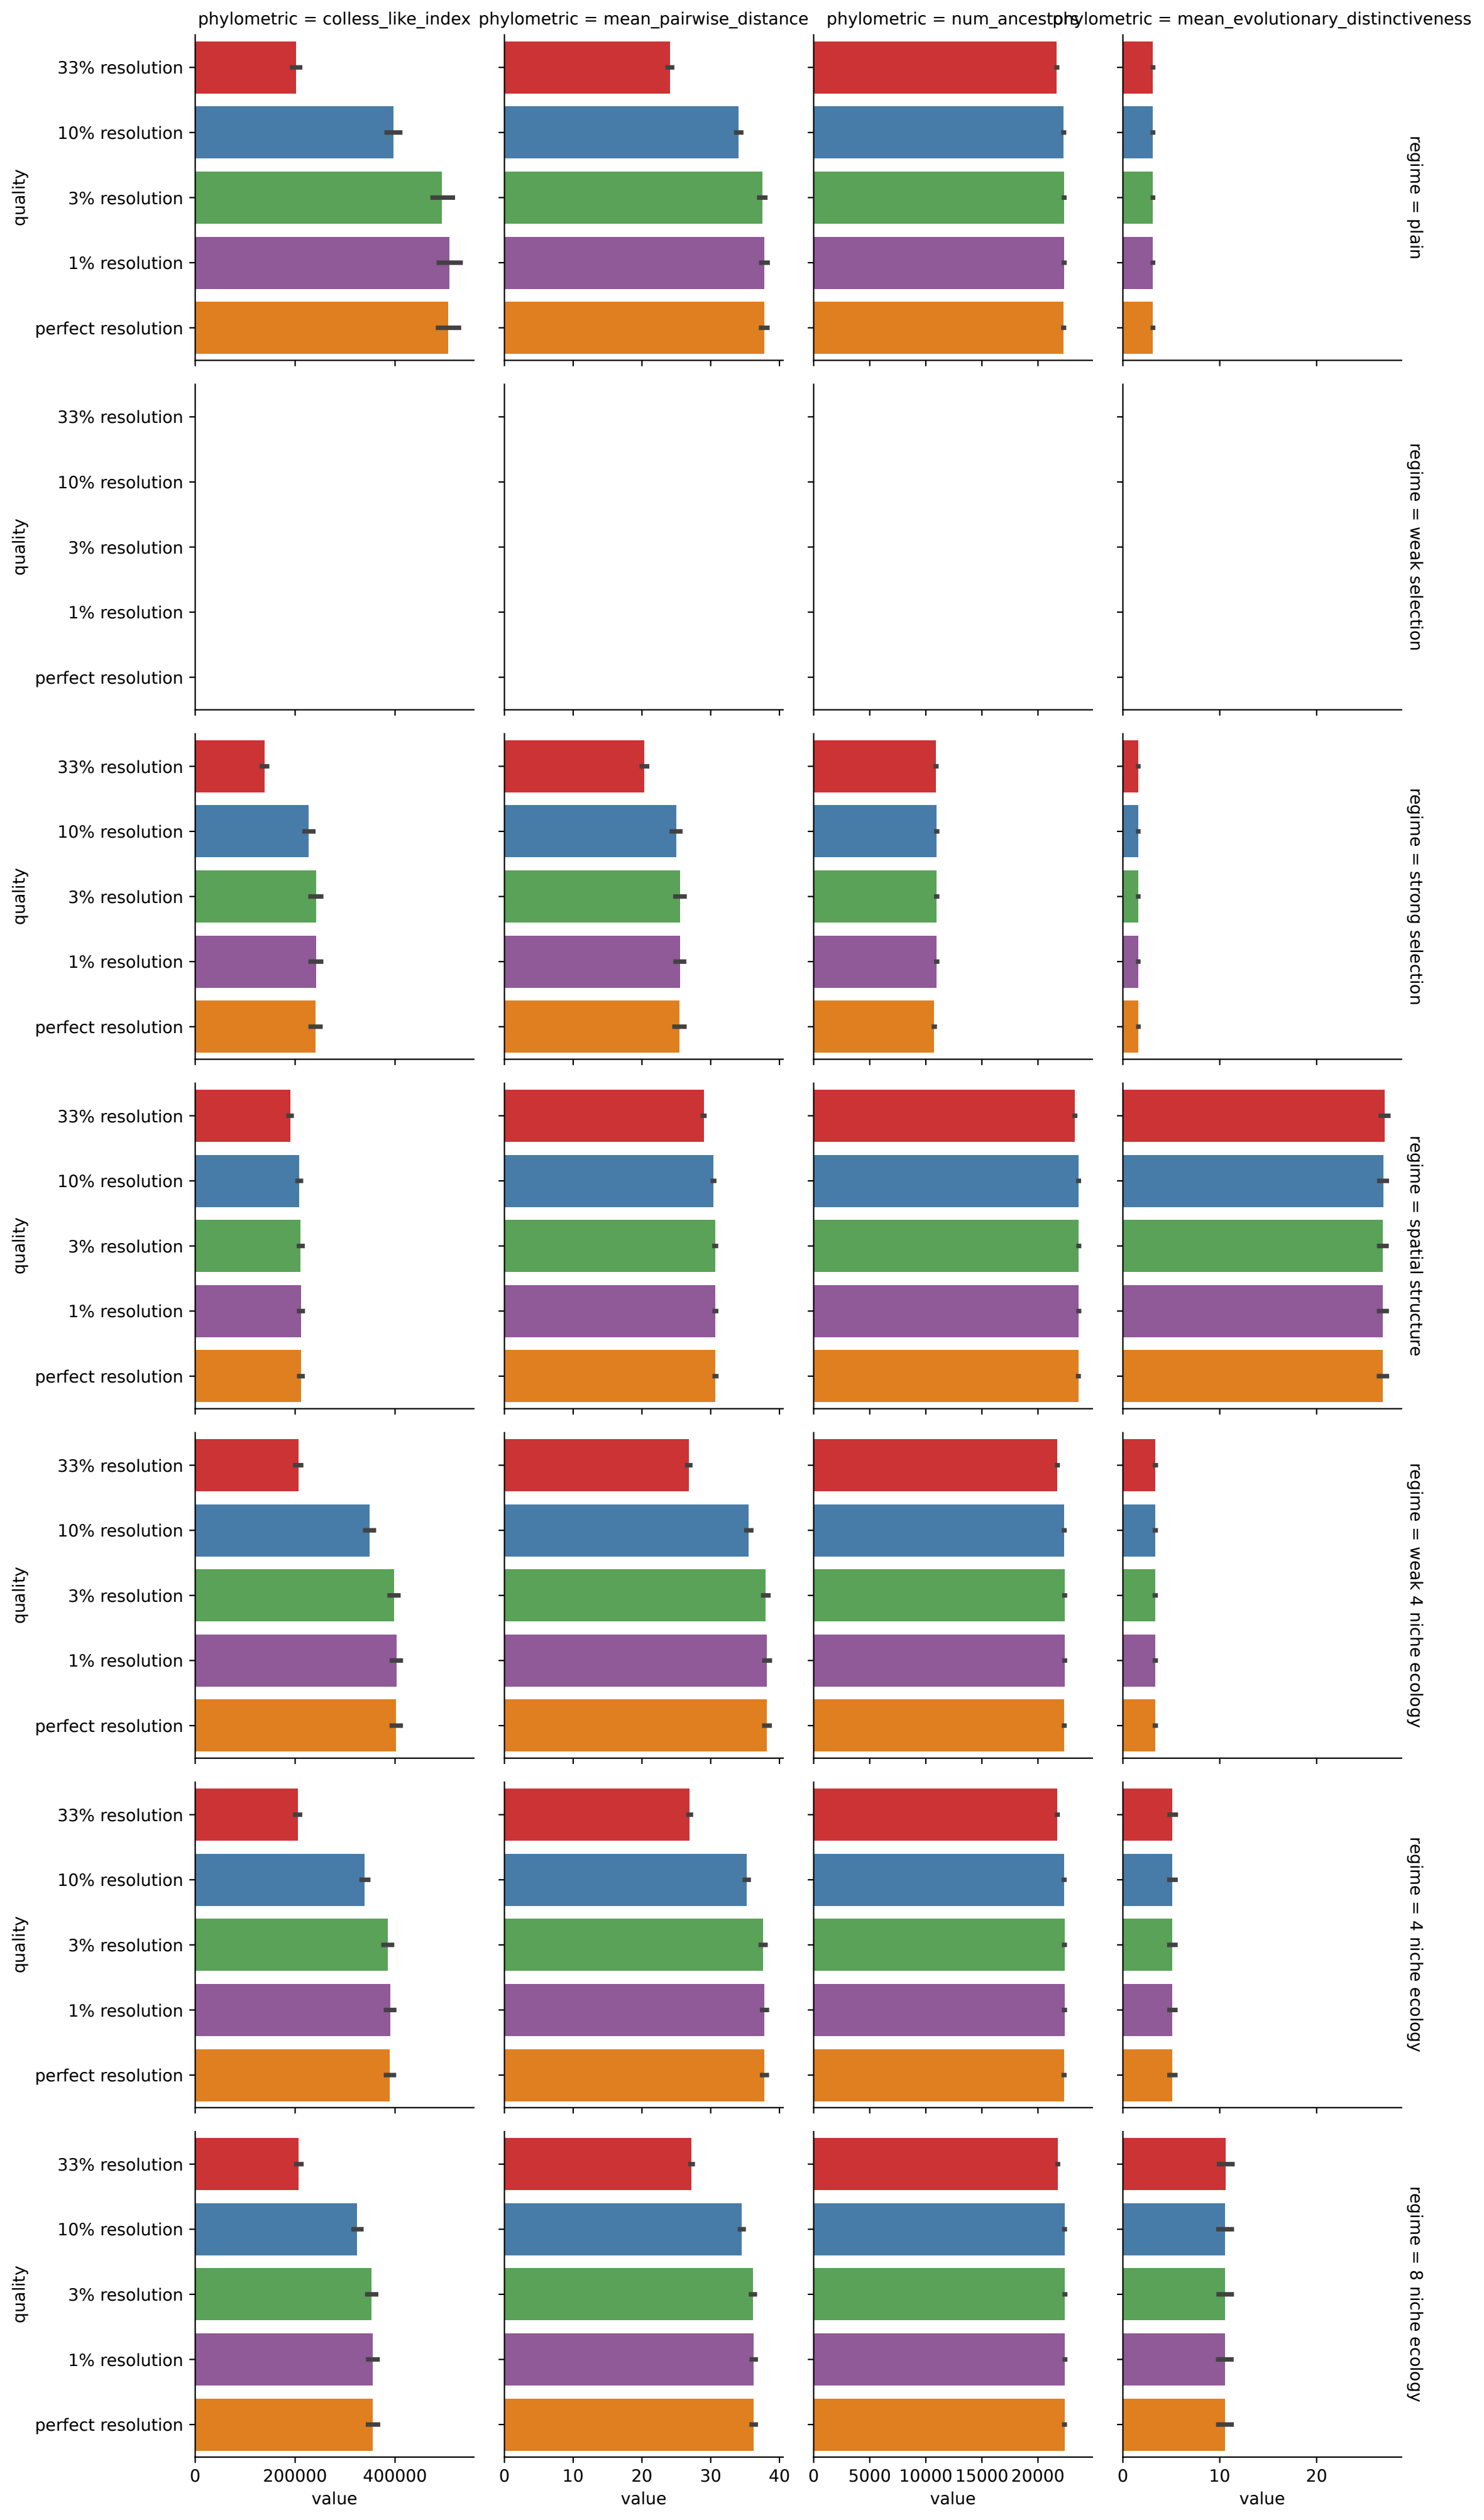 phylometric = colless_like_index
phylometric = mean_pairwise_distance
phylometric = num_ancestors
phylometric = mean_evolutionary_distinctiveness
33% resolution
10% resolution
3% resolution
1% resolution
perfect resolution
quality
regime = plain
33% resolution
10% resolution
3% resolution
1% resolution
perfect resolution
quality
regime = weak selection
33% resolution
10% resolution
3% resolution
1% resolution
perfect resolution
quality
regime = strong selection
33% resolution
10% resolution
3% resolution
1% resolution
perfect resolution
quality
regime = spatial structure
33% resolution
10% resolution
3% resolution
1% resolution
perfect resolution
quality
regime = weak 4 niche ecology
33% resolution
10% resolution
3% resolution
1% resolution
perfect resolution
quality
regime = 4 niche ecology
33% resolution
10% resolution
3% resolution
1% resolution
perfect resolution
quality
regime = 8 niche ecology
0 200000 400000
0 10 20 30 40
0 5000 10000 15000 20000
0 10 20
value
value
value
value